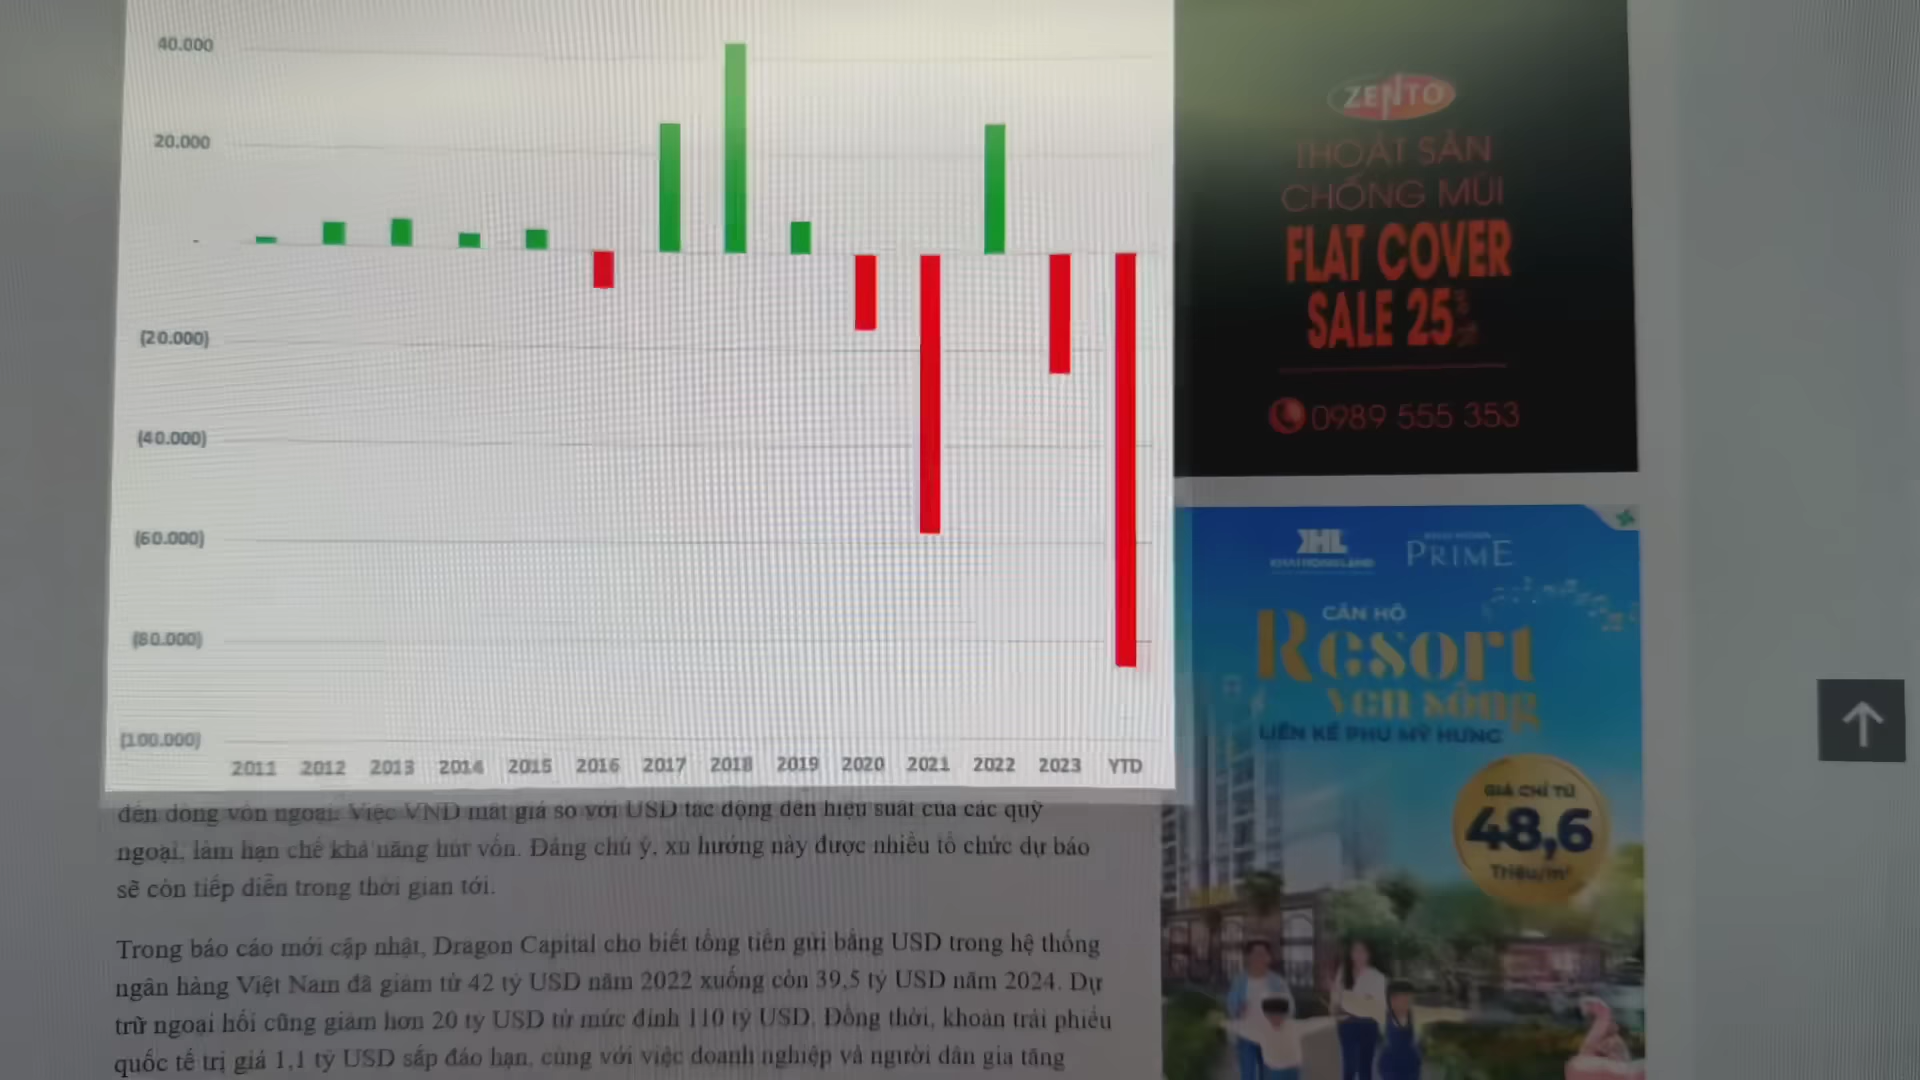 40.000
20.000
-
(20.000)
(40.000)
(60.000)
(80.000)
(100.000)
2011 2012 2013 2014 2015 2016 2017 2018 2019 2020 2021 2022 2023 YTD
đến dòng vốn ngoại. Việc VND mất giá so với USD tác động đến hiệu suất của các quỹ
ngoại, làm hạn chế khả năng hút vốn. Đáng chú ý, xu hướng này được nhiều tổ chức dự báo
sẽ còn tiếp diễn trong thời gian tới.
Trong báo cáo mới cập nhật, Dragon Capital cho biết tổng tiền gửi bằng USD trong hệ thống
ngân hàng Việt Nam đã giảm từ 42 tỷ USD năm 2022 xuống còn 39,5 tỷ USD năm 2024. Dự
trữ ngoại hối cũng giảm hơn 20 tỷ USD từ mức đỉnh 110 tỷ USD. Đồng thời, khoản trái phiếu
quốc tế trị giá 1,1 tỷ USD sắp đáo hạn, cùng với việc doanh nghiệp và người dân gia tăng
ZENTO
THOÁT SÀN
CHỐNG MÙI
FLAT COVER
SALE 25
0989 555 353
KHL
KHAIHOANLAND
PRIME
CĂN HỘ
Resort
ven sông
LIỀN KỀ PHÚ MỸ HƯNG
GIÁ CHỈ TỪ
48,6
Triệu/m²